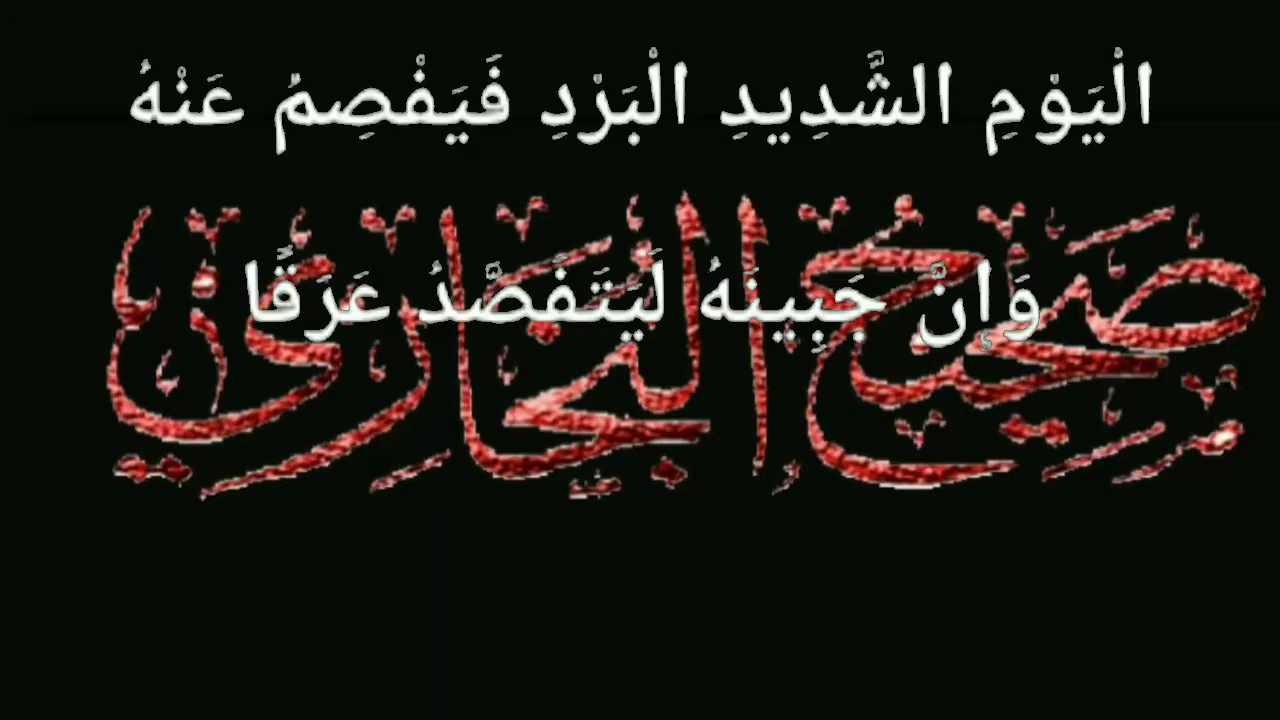 الْيَوْمِ الشَّدِيدِ الْبَرْدِ فَيَفْصِمُ عَنْهُ
صحيح البخاري
وَإِنَّ جَبِينَهُ لَيَتَفَصَّدُ عَرَقًا